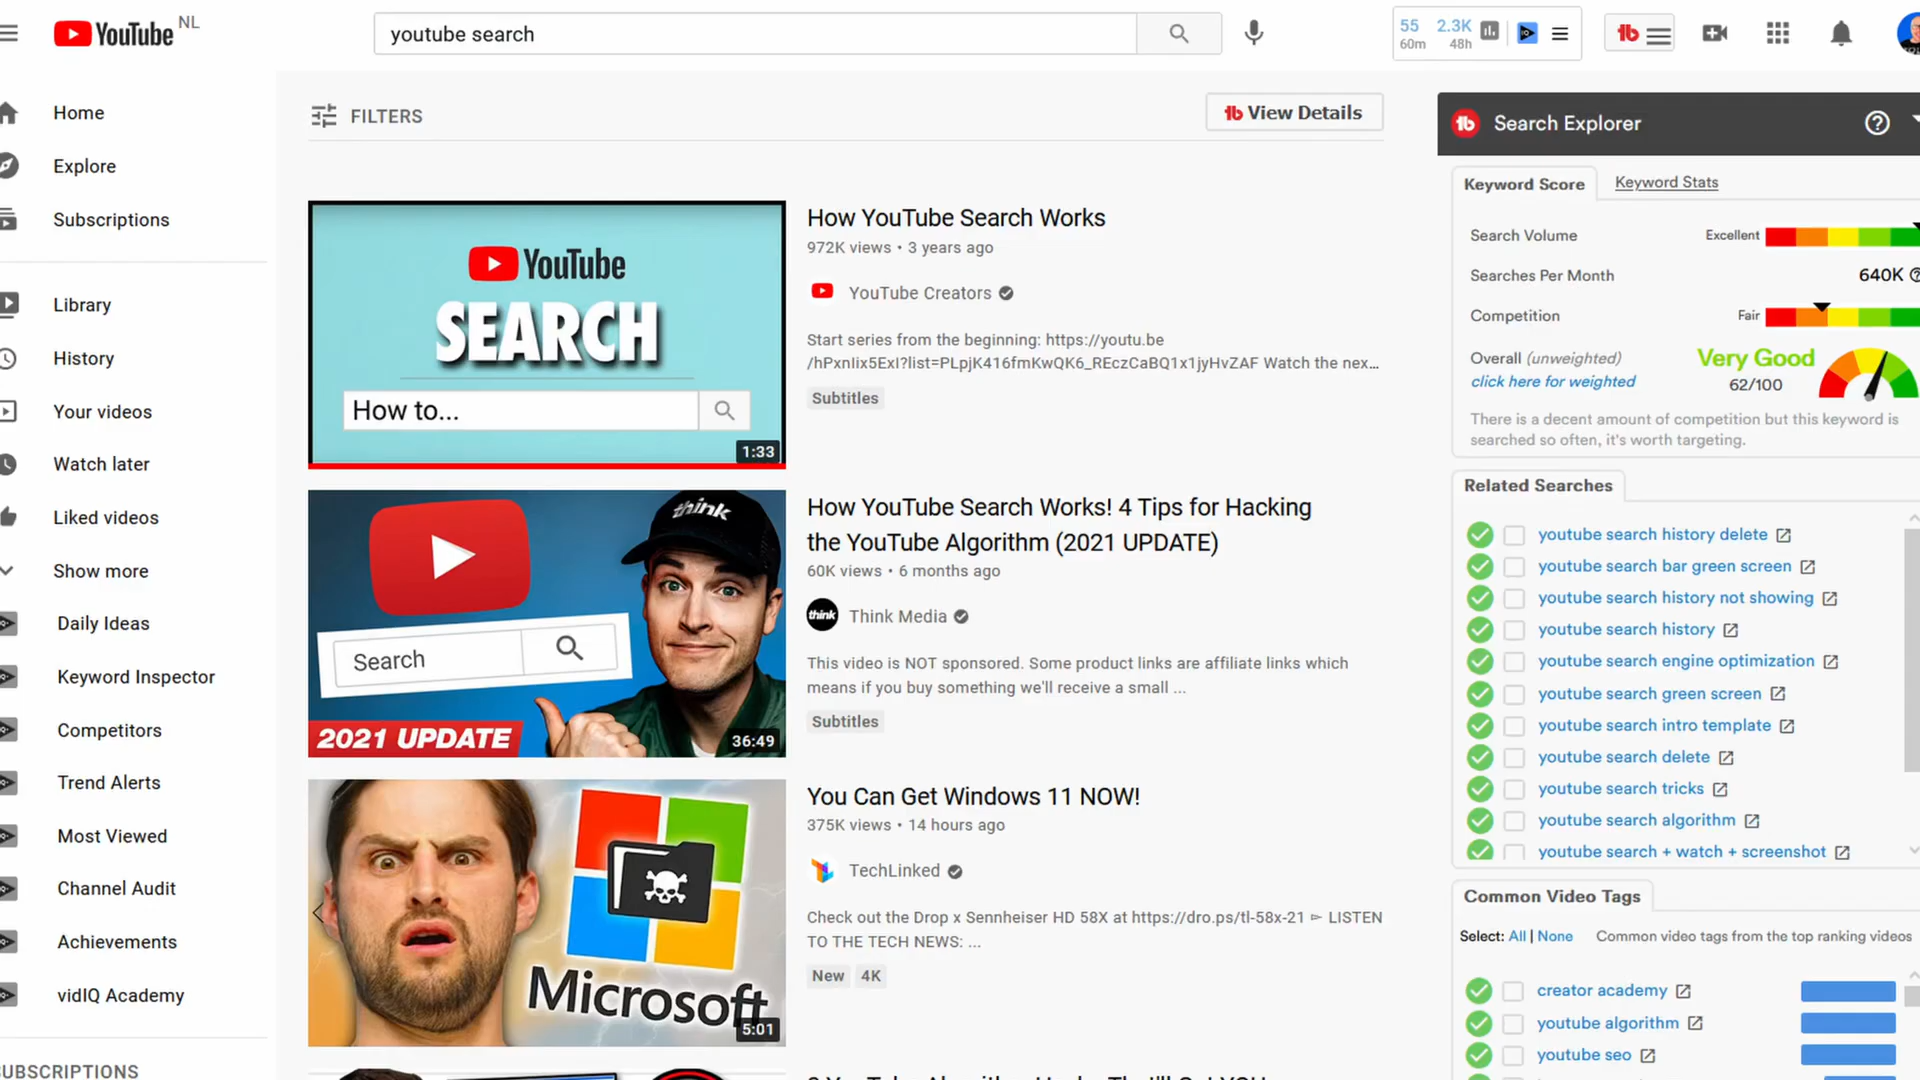 YouTube NL
youtube search
55 2.3K
60m 48h
Home
Explore
Subscriptions
Library
History
Your videos
Watch later
Liked videos
Show more
Daily Ideas
Keyword Inspector
Competitors
Trend Alerts
Most Viewed
Channel Audit
Achievements
vidIQ Academy
SUBSCRIPTIONS
FILTERS
tb View Details
YouTube
SEARCH
How to...
1:33
How YouTube Search Works
972K views • 3 years ago
YouTube Creators
Start series from the beginning: https://youtu.be
/hPxnIix5ExI?list=PLpjK416fmKwQK6_REczCaBQ1x1jyHvZAF Watch the nex...
Subtitles
think
Search
2021 UPDATE
36:49
How YouTube Search Works! 4 Tips for Hacking
the YouTube Algorithm (2021 UPDATE)
60K views • 6 months ago
think Think Media
This video is NOT sponsored. Some product links are affiliate links which
means if you buy something we'll receive a small ...
Subtitles
Microsoft
5:01
You Can Get Windows 11 NOW!
375K views • 14 hours ago
TechLinked
Check out the Drop x Sennheiser HD 58X at https://dro.ps/tl-58x-21 ► LISTEN
TO THE TECH NEWS: ...
New 4K
tb Search Explorer
Keyword Score Keyword Stats
Search Volume Excellent
Searches Per Month 640K
Competition Fair
Overall (unweighted) Very Good
click here for weighted 62/100
There is a decent amount of competition but this keyword is
searched so often, it's worth targeting.
Related Searches
youtube search history delete
youtube search bar green screen
youtube search history not showing
youtube search history
youtube search engine optimization
youtube search green screen
youtube search intro template
youtube search delete
youtube search tricks
youtube search algorithm
youtube search + watch + screenshot
Common Video Tags
Select: All | None Common video tags from the top ranking videos
creator academy
youtube algorithm
youtube seo